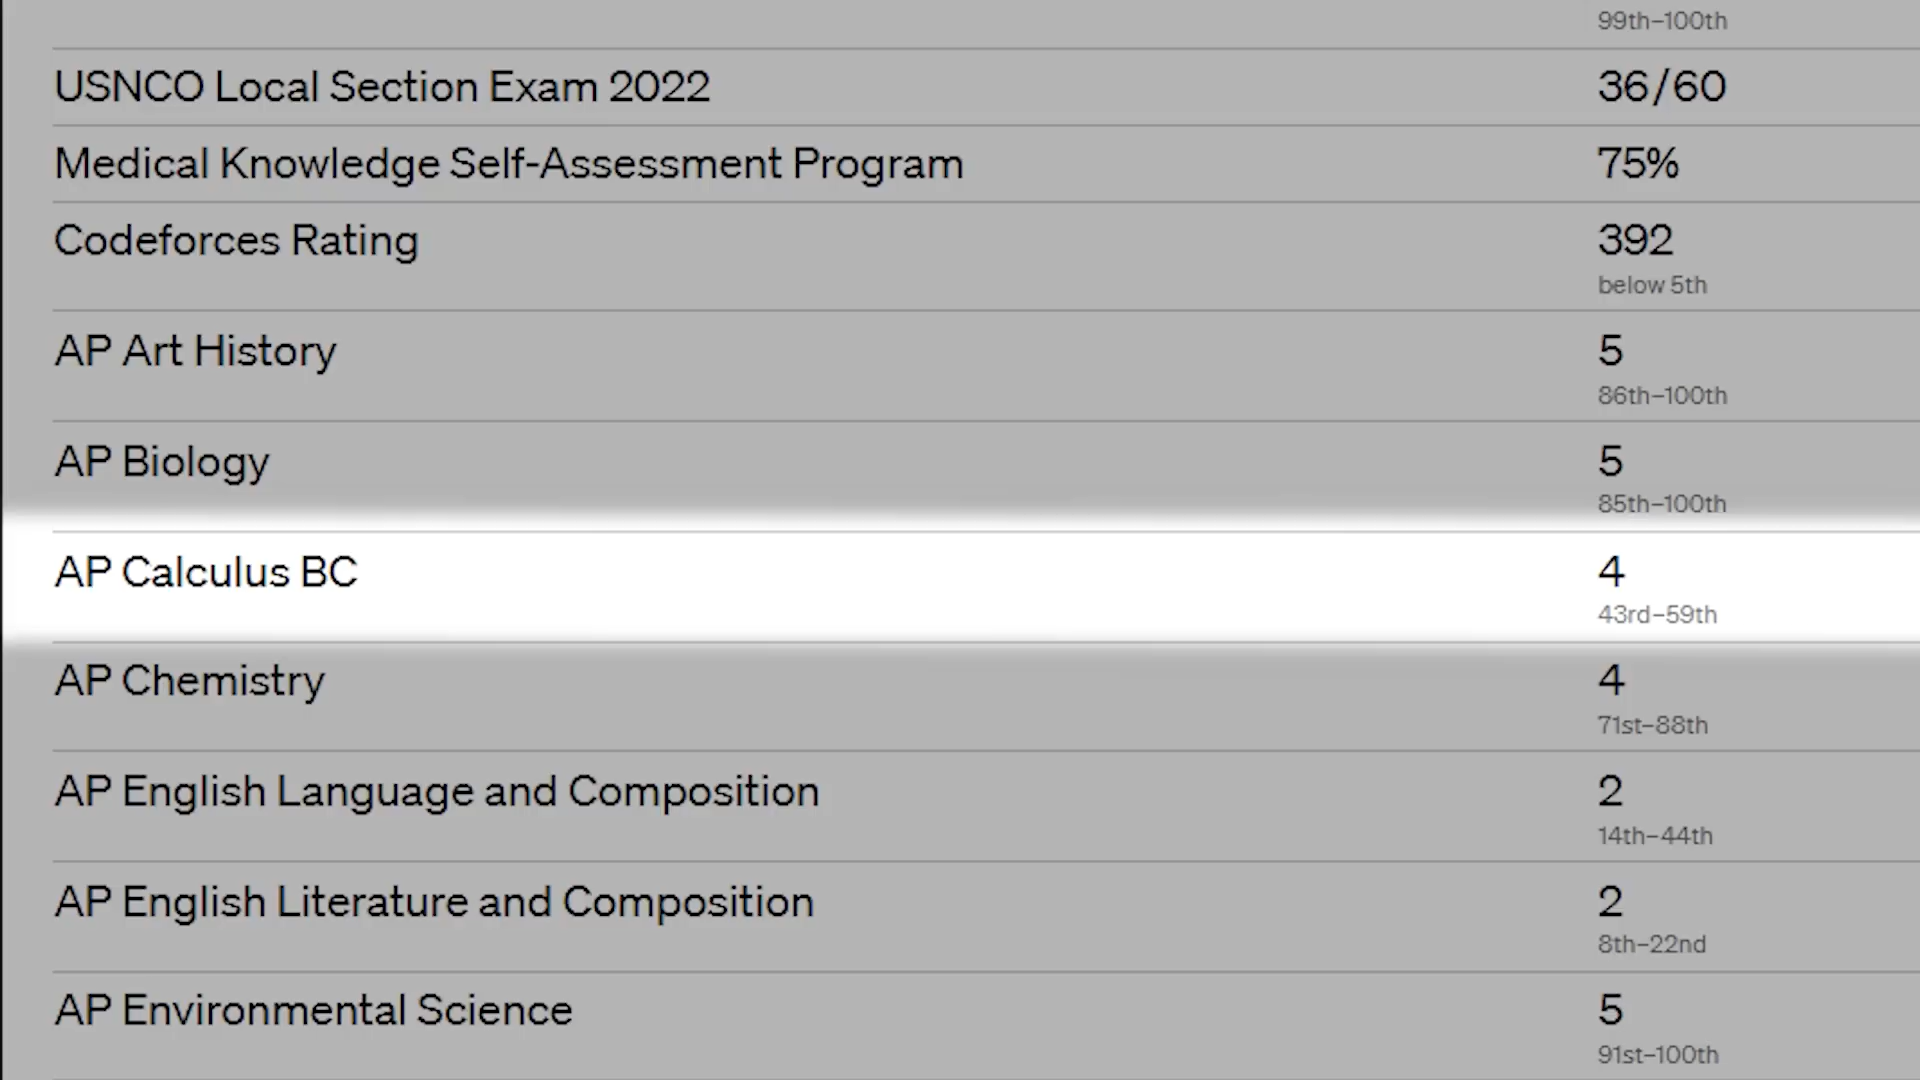 99th–100th
USNCO Local Section Exam 2022 36/60
Medical Knowledge Self-Assessment Program 75%
Codeforces Rating 392
below 5th
AP Art History 5
86th–100th
AP Biology 5
85th–100th
AP Calculus BC 4
43rd–59th
AP Chemistry 4
71st–88th
AP English Language and Composition 2
14th–44th
AP English Literature and Composition 2
8th–22nd
AP Environmental Science 5
91st–100th